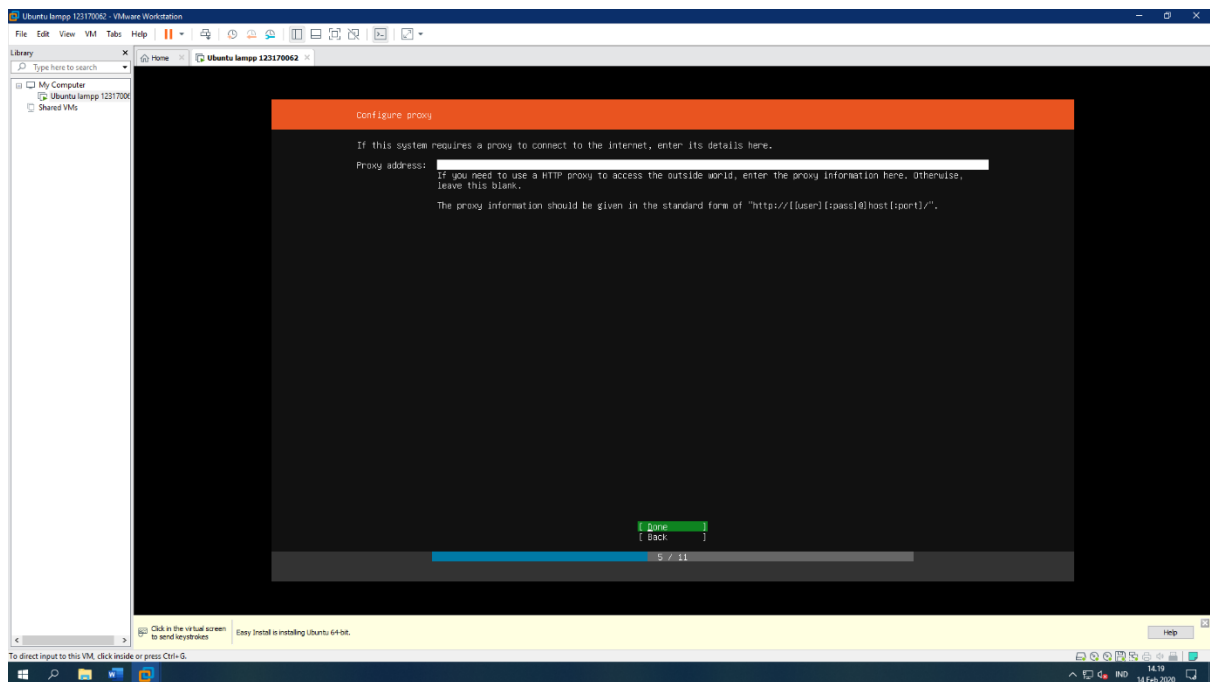 Ubuntu lampp 123170062 - VMware Workstation
File Edit View VM Tabs Help
Library
Type here to search
My Computer
Ubuntu lampp 1231700
Shared VMs
Home
Ubuntu lampp 123170062
Configure proxy
If this system requires a proxy to connect to the internet, enter its details here.
Proxy address:
If you need to use a HTTP proxy to access the outside world, enter the proxy information here. Otherwise,
leave this blank.
The proxy information should be given in the standard form of "http://[[user][:pass]@]host[:port]/".
[ Done ]
[ Back ]
5 / 11
Click in the virtual screen
to send keystrokes
Easy Install is installing Ubuntu 64-bit.
Help
To direct input to this VM, click inside or press Ctrl+G.
IND
14.19
14 Feb 2020